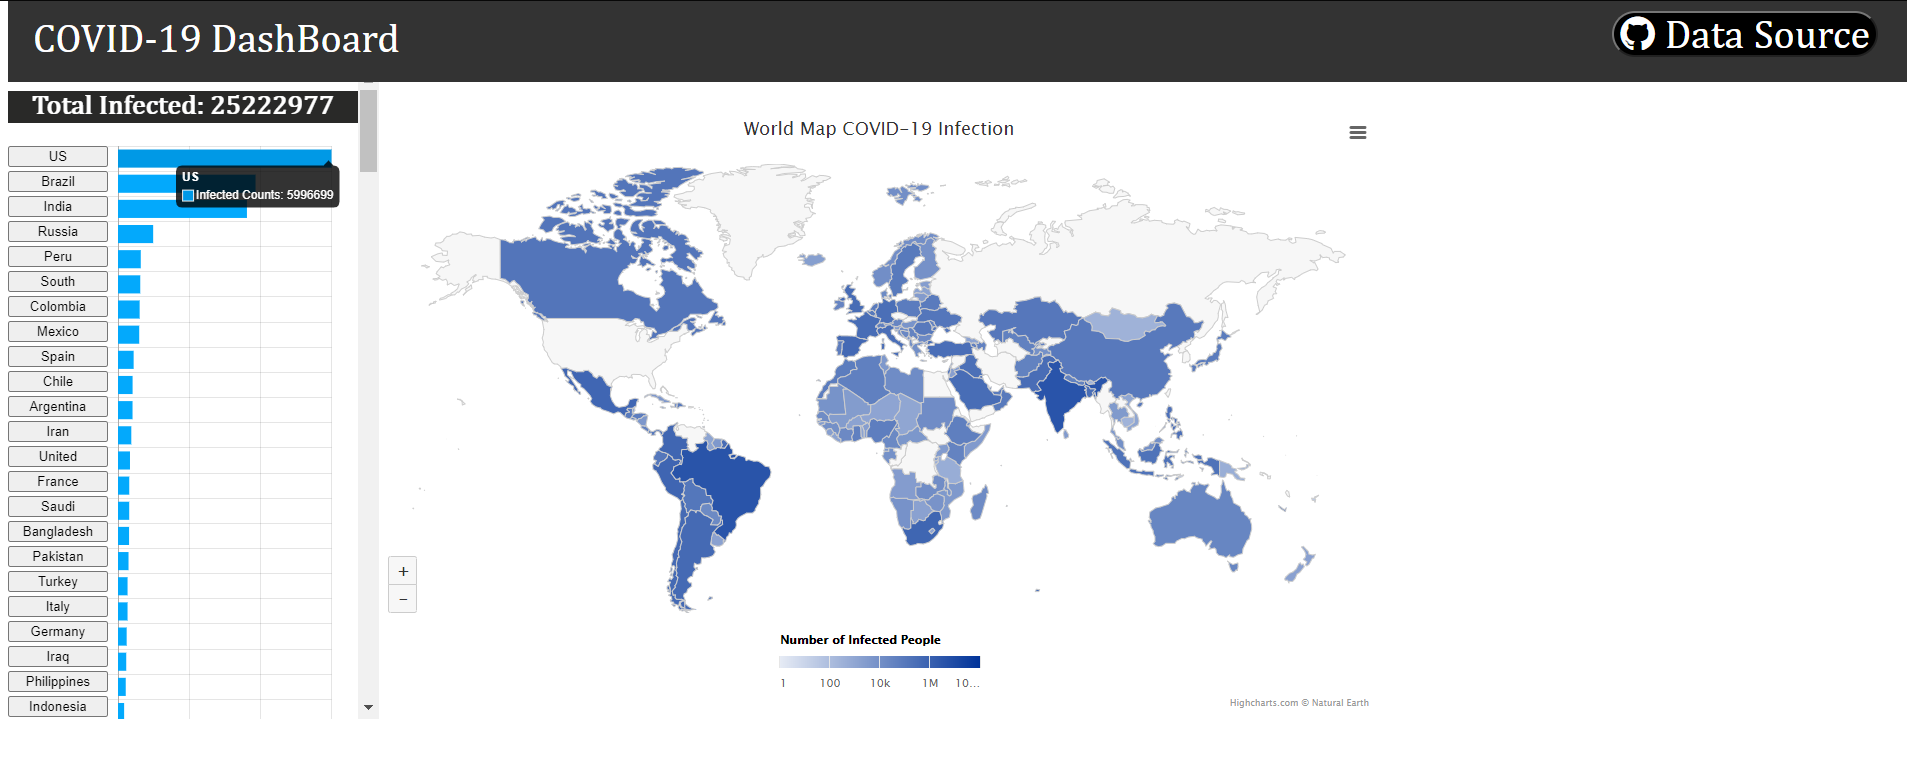 COVID-19 DashBoard
Data Source
Total Infected: 25222977
US
Brazil
India
Russia
Peru
South
Colombia
Mexico
Spain
Chile
Argentina
Iran
United
France
Saudi
Bangladesh
Pakistan
Turkey
Italy
Germany
Iraq
Philippines
Indonesia
US
Infected Counts: 5996699
World Map COVID-19 Infection
+
−
Number of Infected People
1 100 10k 1M 10...
Highcharts.com © Natural Earth